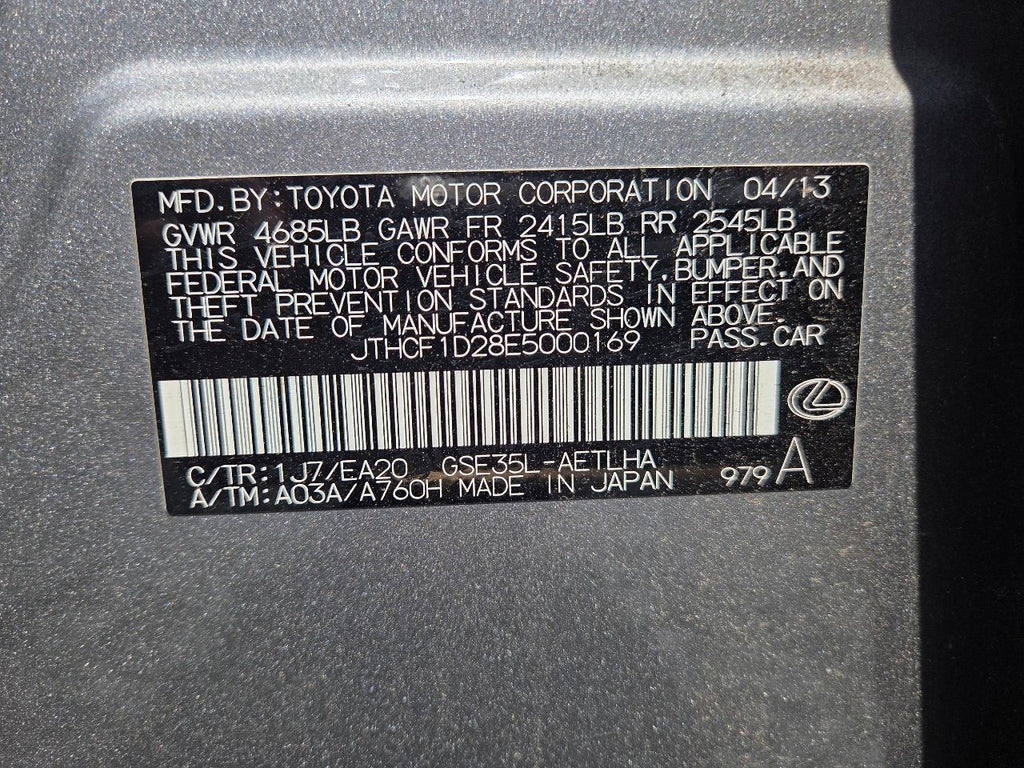 MFD.BY:TOYOTA MOTOR CORPORATION 04/13
GVWR 4685LB GAWR FR 2415LB RR 2545LB
THIS VEHICLE CONFORMS TO ALL APPLICABLE
FEDERAL MOTOR VEHICLE SAFETY,BUMPER,AND
THEFT PREVENTION STANDARDS IN EFFECT ON
THE DATE OF MANUFACTURE SHOWN ABOVE.
JTHCF1D28E5000169 PASS.CAR
C/TR:1J7/EA20 GSE35L-AETLHA
A/TM:A03A/A760H MADE IN JAPAN 979 A